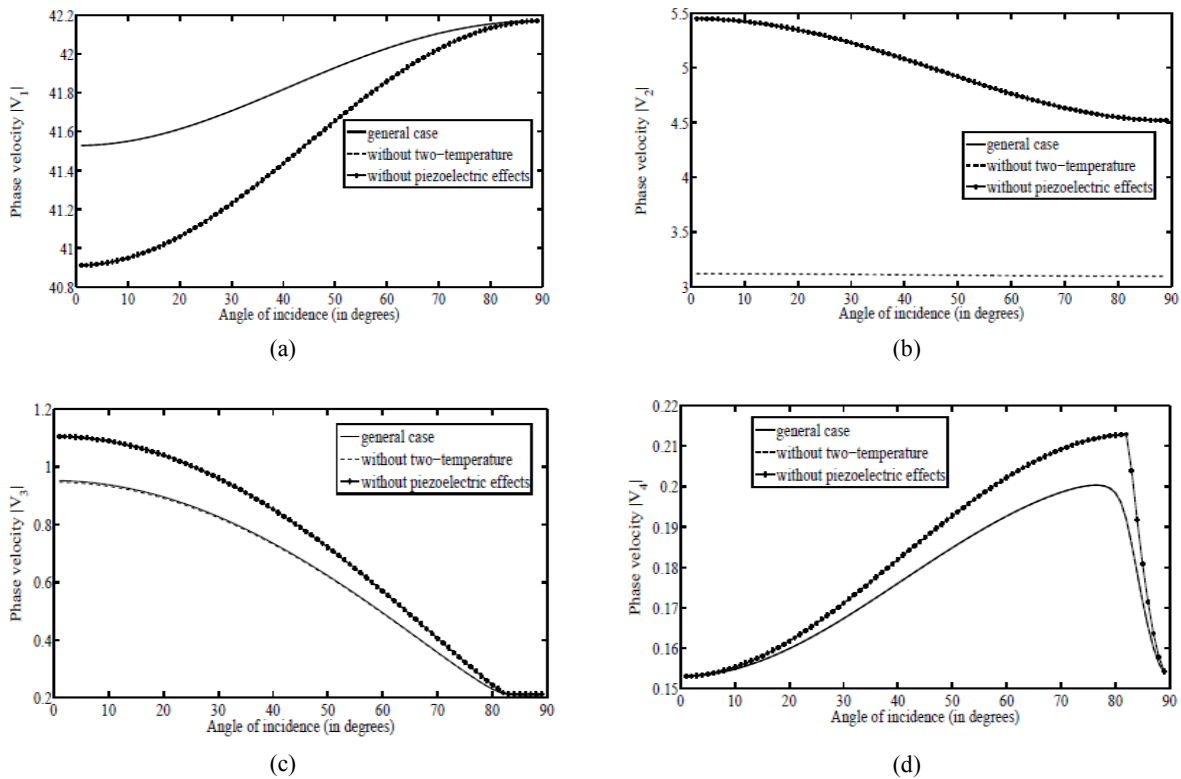 42.2
42
41.8
41.6
41.4
41.2
41
40.8
Phase velocity |V₁|
general case
without two−temperature
without piezoelectric effects
0 10 20 30 40 50 60 70 80 90
Angle of incidence (in degrees)
(a)
5.5
5
4.5
4
3.5
3
Phase velocity |V₂|
general case
without two−temperature
without piezoelectric effects
0 10 20 30 40 50 60 70 80 90
Angle of incidence (in degrees)
(b)
1.2
1
0.8
0.6
0.4
0.2
Phase velocity |V₃|
general case
without two−temperature
without piezoelectric effects
0 10 20 30 40 50 60 70 80 90
Angle of incidence (in degrees)
(c)
0.22
0.21
0.2
0.19
0.18
0.17
0.16
0.15
Phase velocity |V₄|
general case
without two−temperature
without piezoelectric effects
0 10 20 30 40 50 60 70 80 90
Angle of incidence (in degrees)
(d)